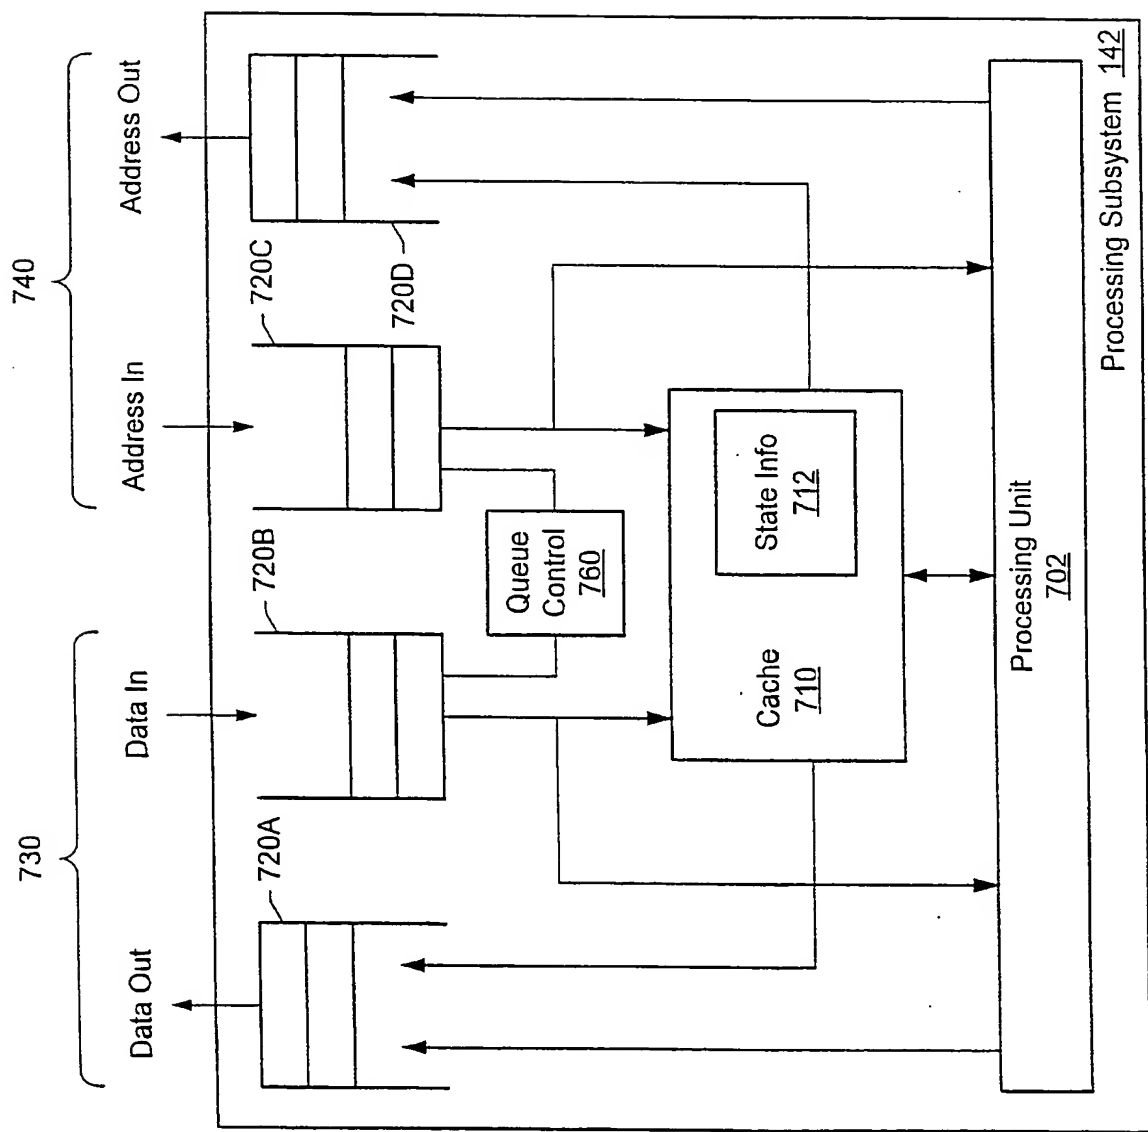 730
740
Data Out
Data In
Address In
Address Out
720A
720B
720C
720D
Queue
Control
760
Cache
710
State Info
712
Processing Unit
702
Processing Subsystem 142